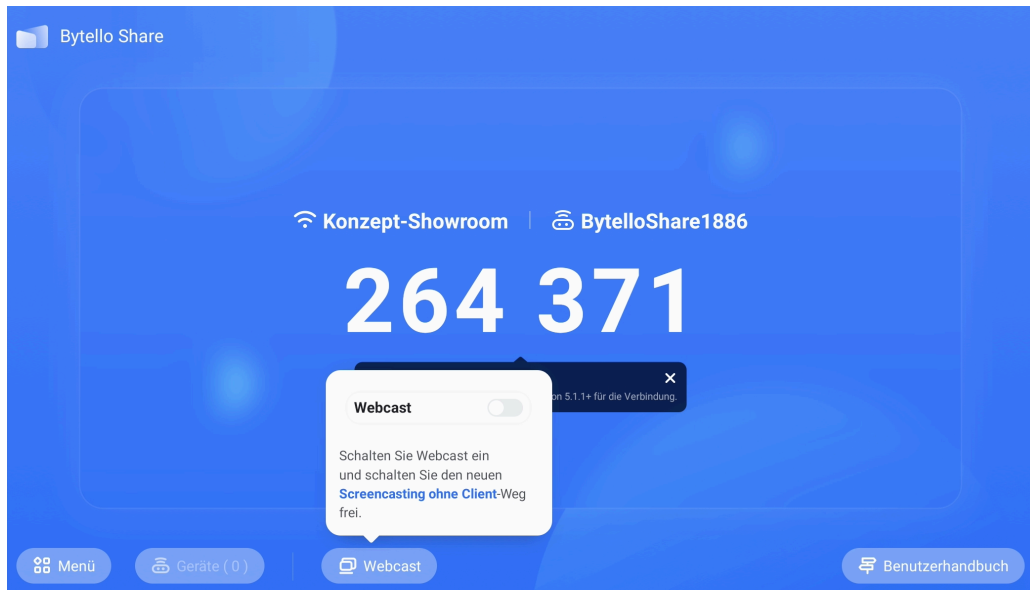 Bytello Share
Konzept-Showroom | BytelloShare1886
264 371
5.1.1+ für die Verbindung.
Webcast
Schalten Sie Webcast ein
und schalten Sie den neuen
Screencasting ohne Client-Weg
frei.
Menü
Geräte ( 0 )
Webcast
Benutzerhandbuch